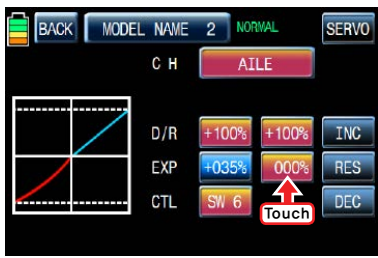 BACK MODEL NAME 2 NORMAL SERVO
C H AILE
D/R +100% +100% INC
EXP +035% 000% RES
CTL SW 6 DEC
Touch